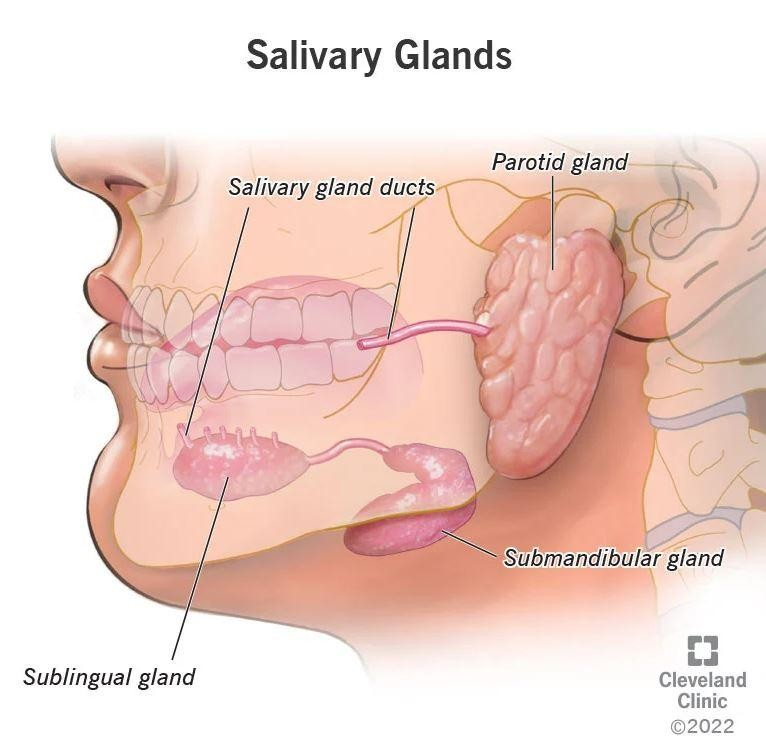 Salivary Glands
Parotid gland
Salivary gland ducts
Submandibular gland
Sublingual gland
Cleveland
Clinic
©2022